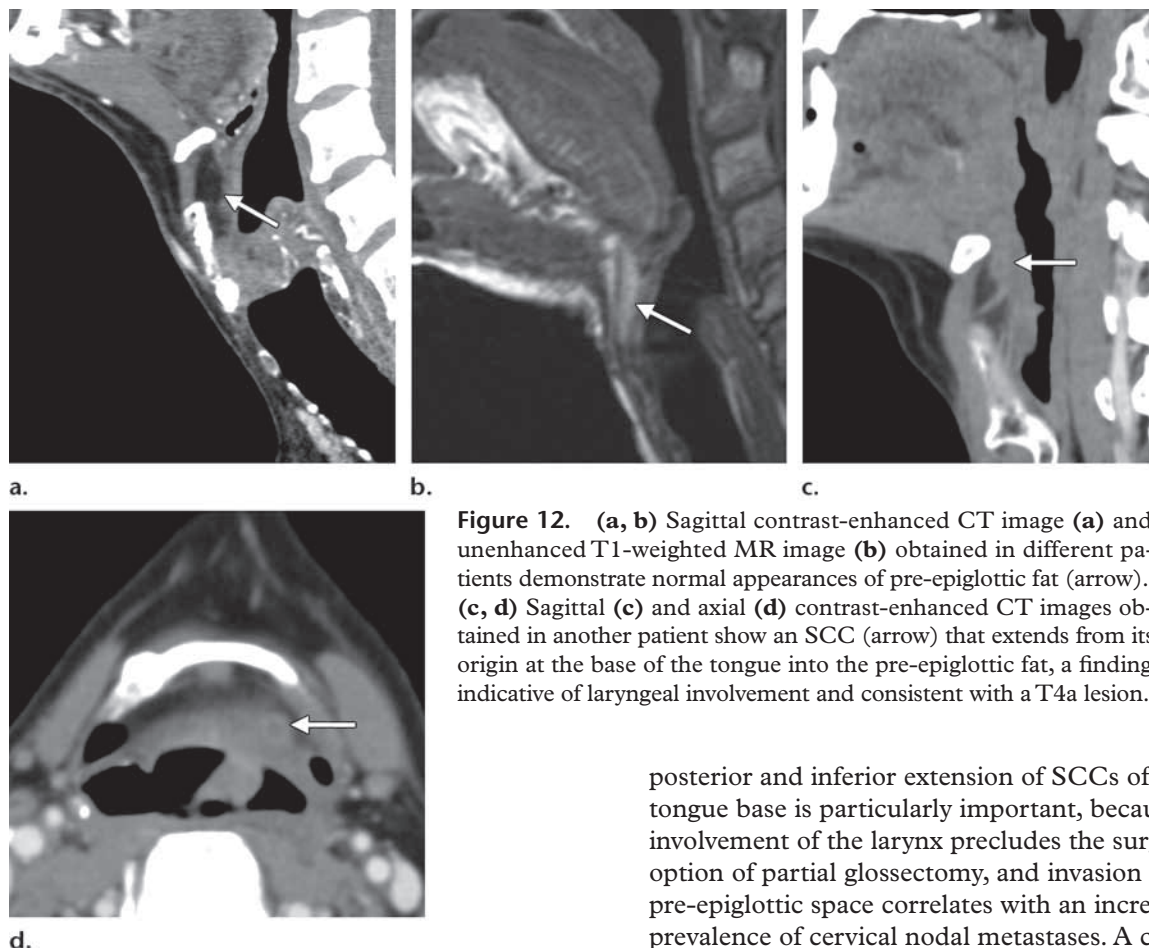 a.
b.
c.
Figure 12. (a, b) Sagittal contrast-enhanced CT image (a) and
unenhanced T1-weighted MR image (b) obtained in different pa-
tients demonstrate normal appearances of pre-epiglottic fat (arrow).
(c, d) Sagittal (c) and axial (d) contrast-enhanced CT images ob-
tained in another patient show an SCC (arrow) that extends from its
origin at the base of the tongue into the pre-epiglottic fat, a finding
indicative of laryngeal involvement and consistent with a T4a lesion.
d.
posterior and inferior extension of SCCs of
tongue base is particularly important,
involvement of the larynx precludes the
option of partial glossectomy, and invasion
pre-epiglottic space correlates with an
prevalence of cervical nodal metastases. A